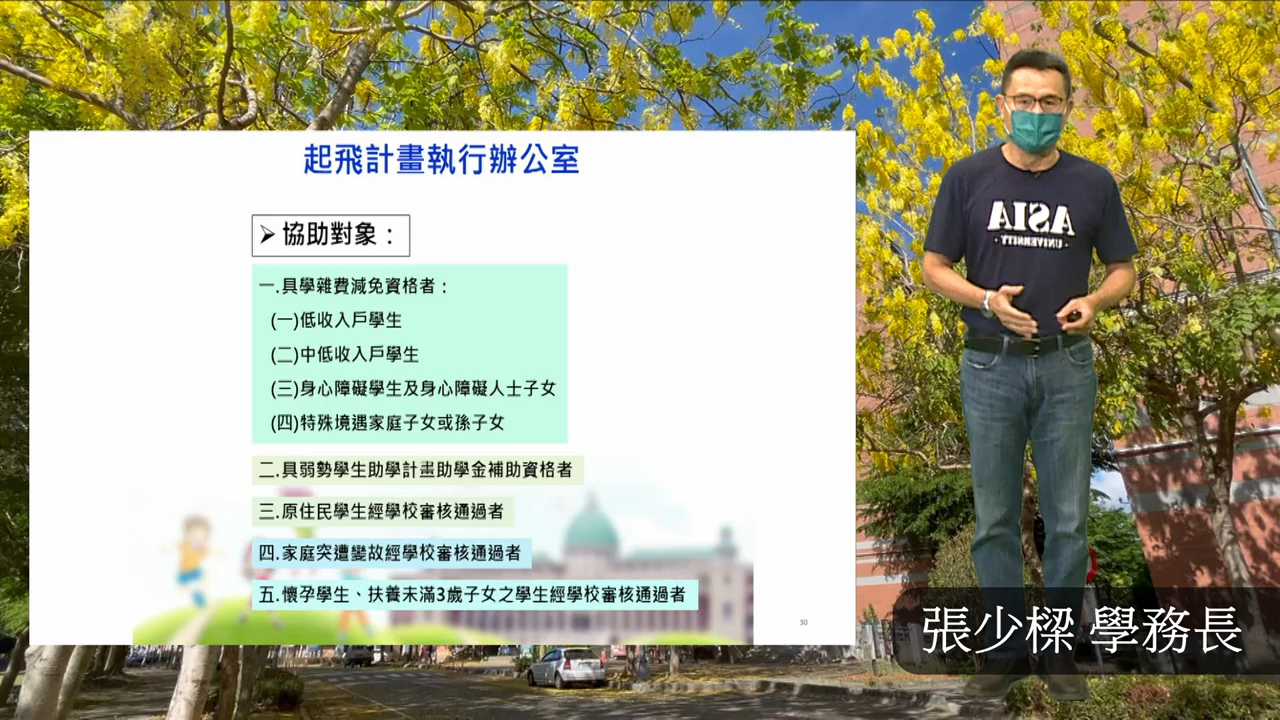 起飛計畫執行辦公室
➢ 協助對象：
一.具學雜費減免資格者：
(一)低收入戶學生
(二)中低收入戶學生
(三)身心障礙學生及身心障礙人士子女
(四)特殊境遇家庭子女或孫子女
二.具弱勢學生助學計畫助學金補助資格者
三.原住民學生經學校審核通過者
四.家庭突遭變故經學校審核通過者
五.懷孕學生、扶養未滿3歲子女之學生經學校審核通過者
30
ASIA
UNIVERSITY
張少樑 學務長